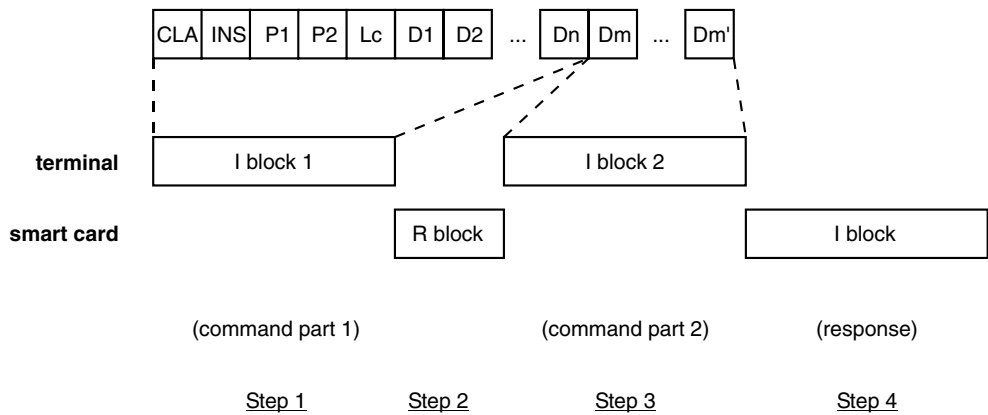 CLA INS P1 P2 Lc D1 D2 ... Dn Dm ... Dm'
terminal I block 1 I block 2
smart card R block I block
(command part 1) (command part 2) (response)
Step 1 Step 2 Step 3 Step 4